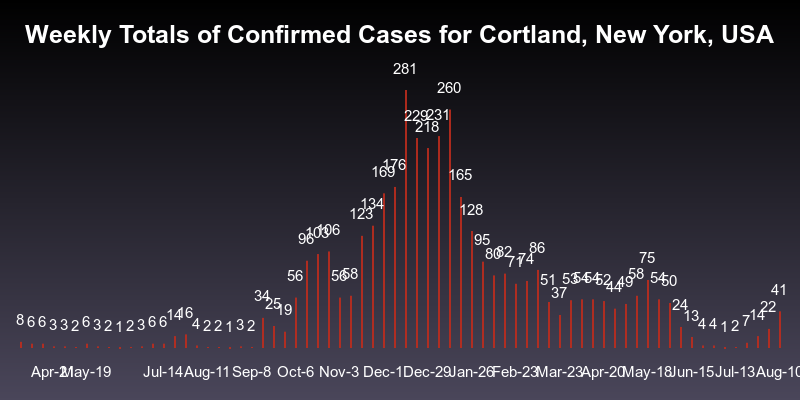 Weekly Totals of Confirmed Cases for Cortland, New York, USA
8 6 6 3 3 2 6 3 2 1 2 3 6 6 14 16 4 2 2 1 3 2 34 25 19 56 96 103 106 56 58 123 134 169 176 281 229 218 231 260 165 128 95 80 82 71 74 86 51 37 53 54 54 52 44 49 58 75 54 50 24 13 4 4 1 2 7 14 22 41
Apr-21 May-19 Jul-14 Aug-11 Sep-8 Oct-6 Nov-3 Dec-1 Dec-29 Jan-26 Feb-23 Mar-23 Apr-20 May-18 Jun-15 Jul-13 Aug-10